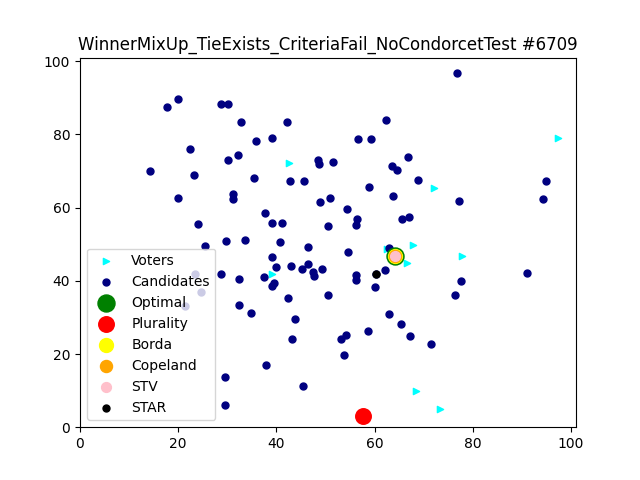 WinnerMixUp_TieExists_CriteriaFail_NoCondorcetTest #6709
100
80
60
40
20
0
Voters
Candidates
Optimal
Plurality
Borda
Copeland
STV
STAR
0 20 40 60 80 100